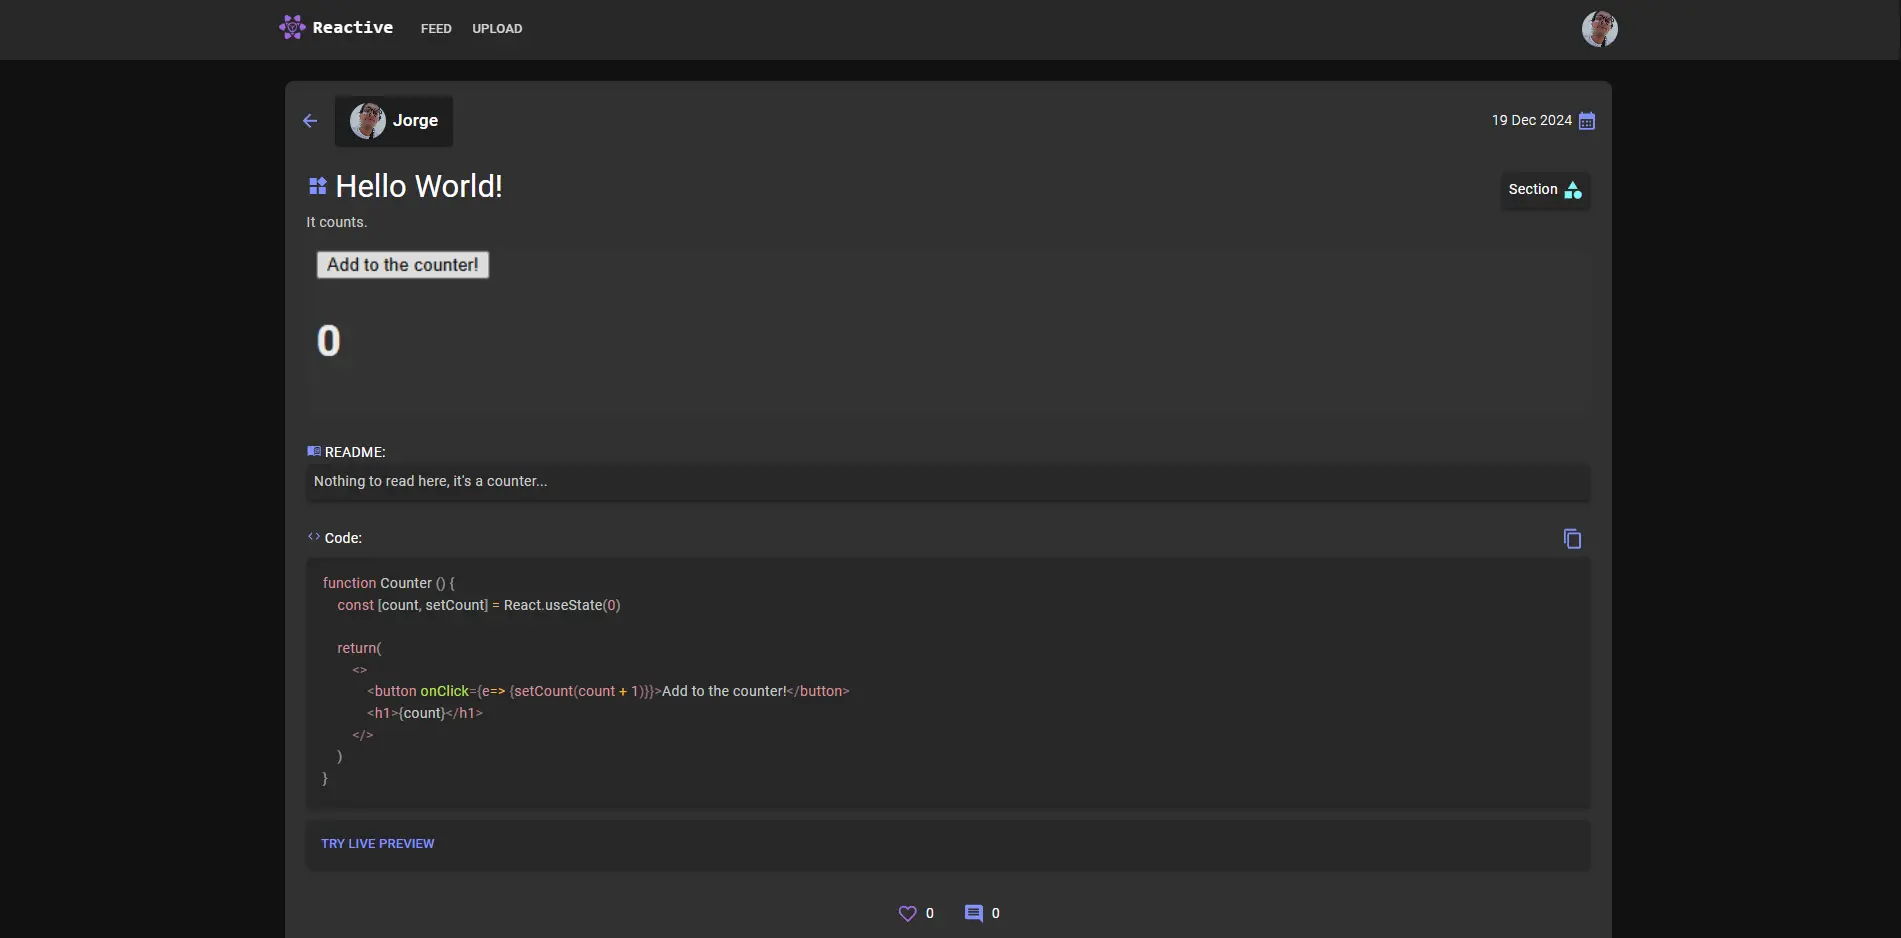 Reactive FEED UPLOAD
Jorge
19 Dec 2024
Hello World!
Section
It counts.
Add to the counter!
0
README:
Nothing to read here, it's a counter...
<> Code:
function Counter () {
const [count, setCount] = React.useState(0)
return(
<>
<button onClick={e=> {setCount(count + 1)}}>Add to the counter!</button>
<h1>{count}</h1>
</>
)
}
TRY LIVE PREVIEW
0 0